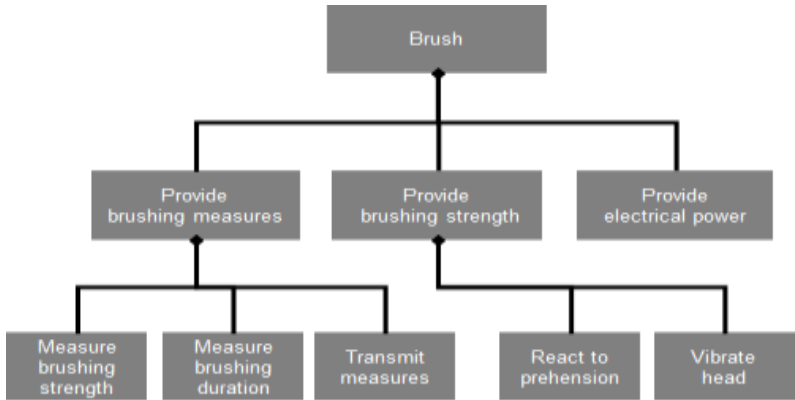 Brush
Provide
brushing measures
Provide
brushing strength
Provide
electrical power
Measure
brushing
strength
Measure
brushing
duration
Transmit
measures
React to
prehension
Vibrate
head